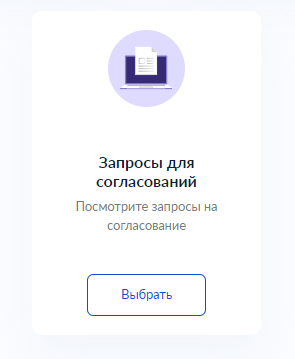 Запросы для
согласований
Посмотрите запросы на
согласование
Выбрать